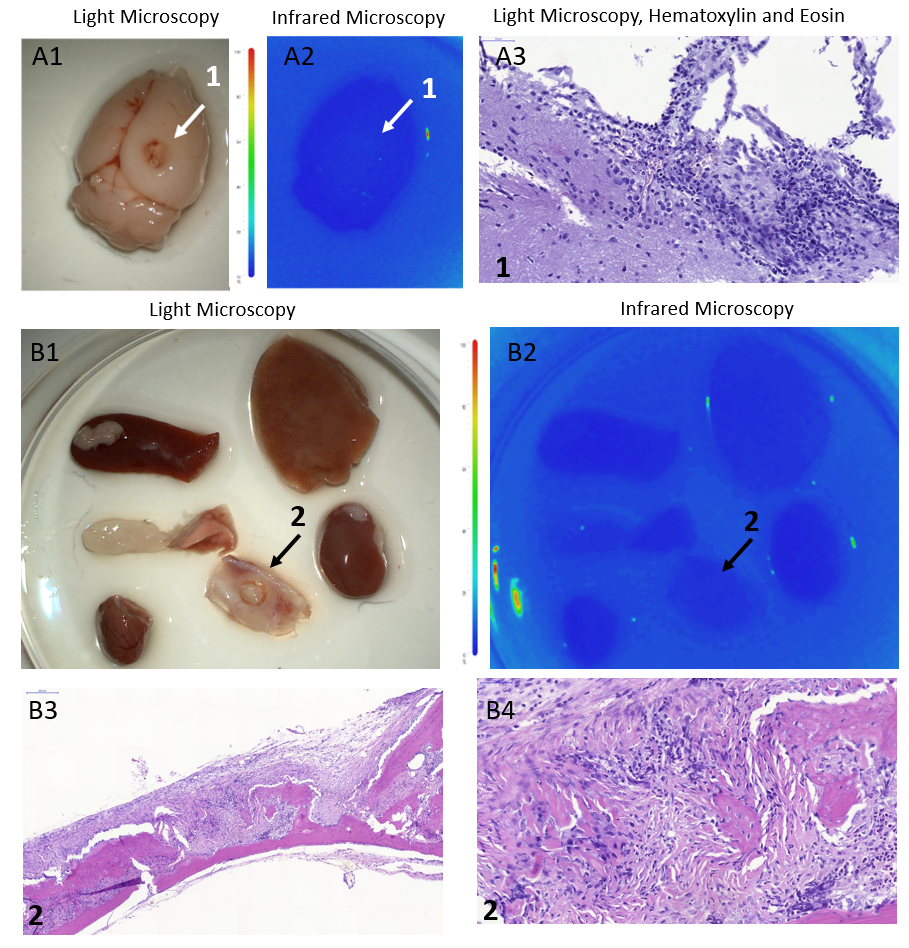 Light Microscopy
Infrared Microscopy
Light Microscopy, Hematoxylin and Eosin
A1
1
A2
1
A3
1
Light Microscopy
Infrared Microscopy
B1
2
B2
2
B3
2
B4
2